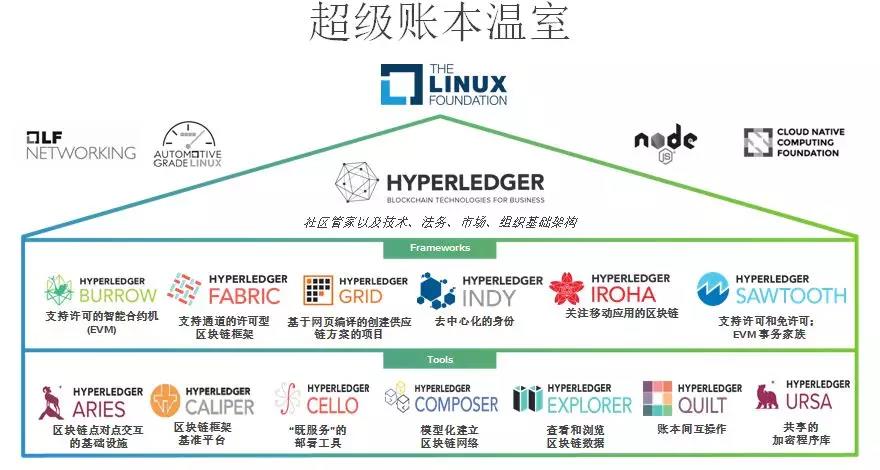 超级账本温室
THE
LINUX
FOUNDATION
LF
NETWORKING
AUTOMOTIVE
GRADE LINUX
node
JS
CLOUD NATIVE
COMPUTING
FOUNDATION
HYPERLEDGER
BLOCKCHAIN TECHNOLOGIES FOR BUSINESS
社区管家以及技术、法务、市场、组织基础架构
Frameworks
HYPERLEDGER
BURROW
支持许可的智能合约机
(EVM)
HYPERLEDGER
FABRIC
支持通道的许可型
区块链框架
HYPERLEDGER
GRID
基于网页编译的创建供应
链方案的项目
HYPERLEDGER
INDY
去中心化的身份
HYPERLEDGER
IROHA
关注移动应用的区块链
HYPERLEDGER
SAWTOOTH
支持许可和免许可；
EVM 事务家族
Tools
HYPERLEDGER
ARIES
区块链点对点交互
的基础设施
HYPERLEDGER
CALIPER
区块链框架
基准平台
HYPERLEDGER
CELLO
“既服务”的
部署工具
HYPERLEDGER
COMPOSER
模型化建立
区块链网络
HYPERLEDGER
EXPLORER
查看和浏览
区块链数据
HYPERLEDGER
QUILT
账本间互操作
HYPERLEDGER
URSA
共享的
加密程序库